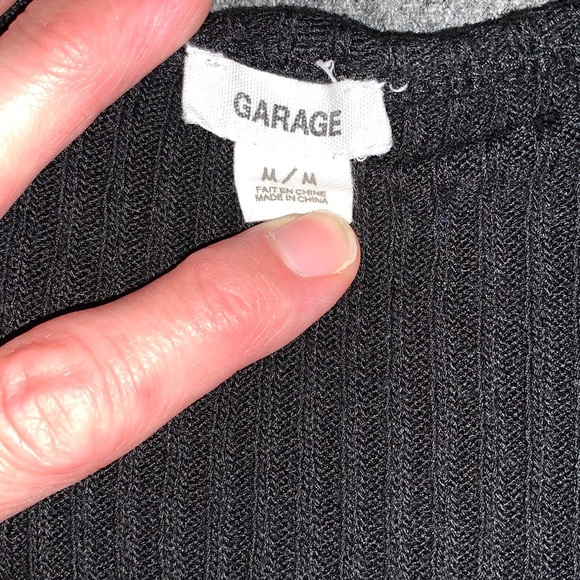 GARAGE
M / M
FAIT EN CHINE
MADE IN CHINA